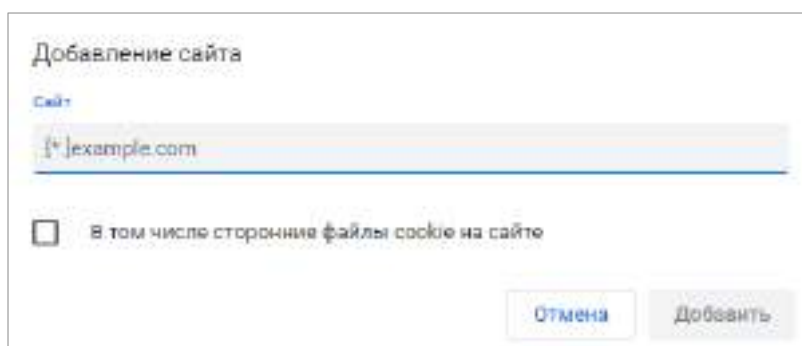 Добавление сайта
Сайт
[*.]example.com
В том числе сторонние файлы cookie на сайте
Отмена
Добавить